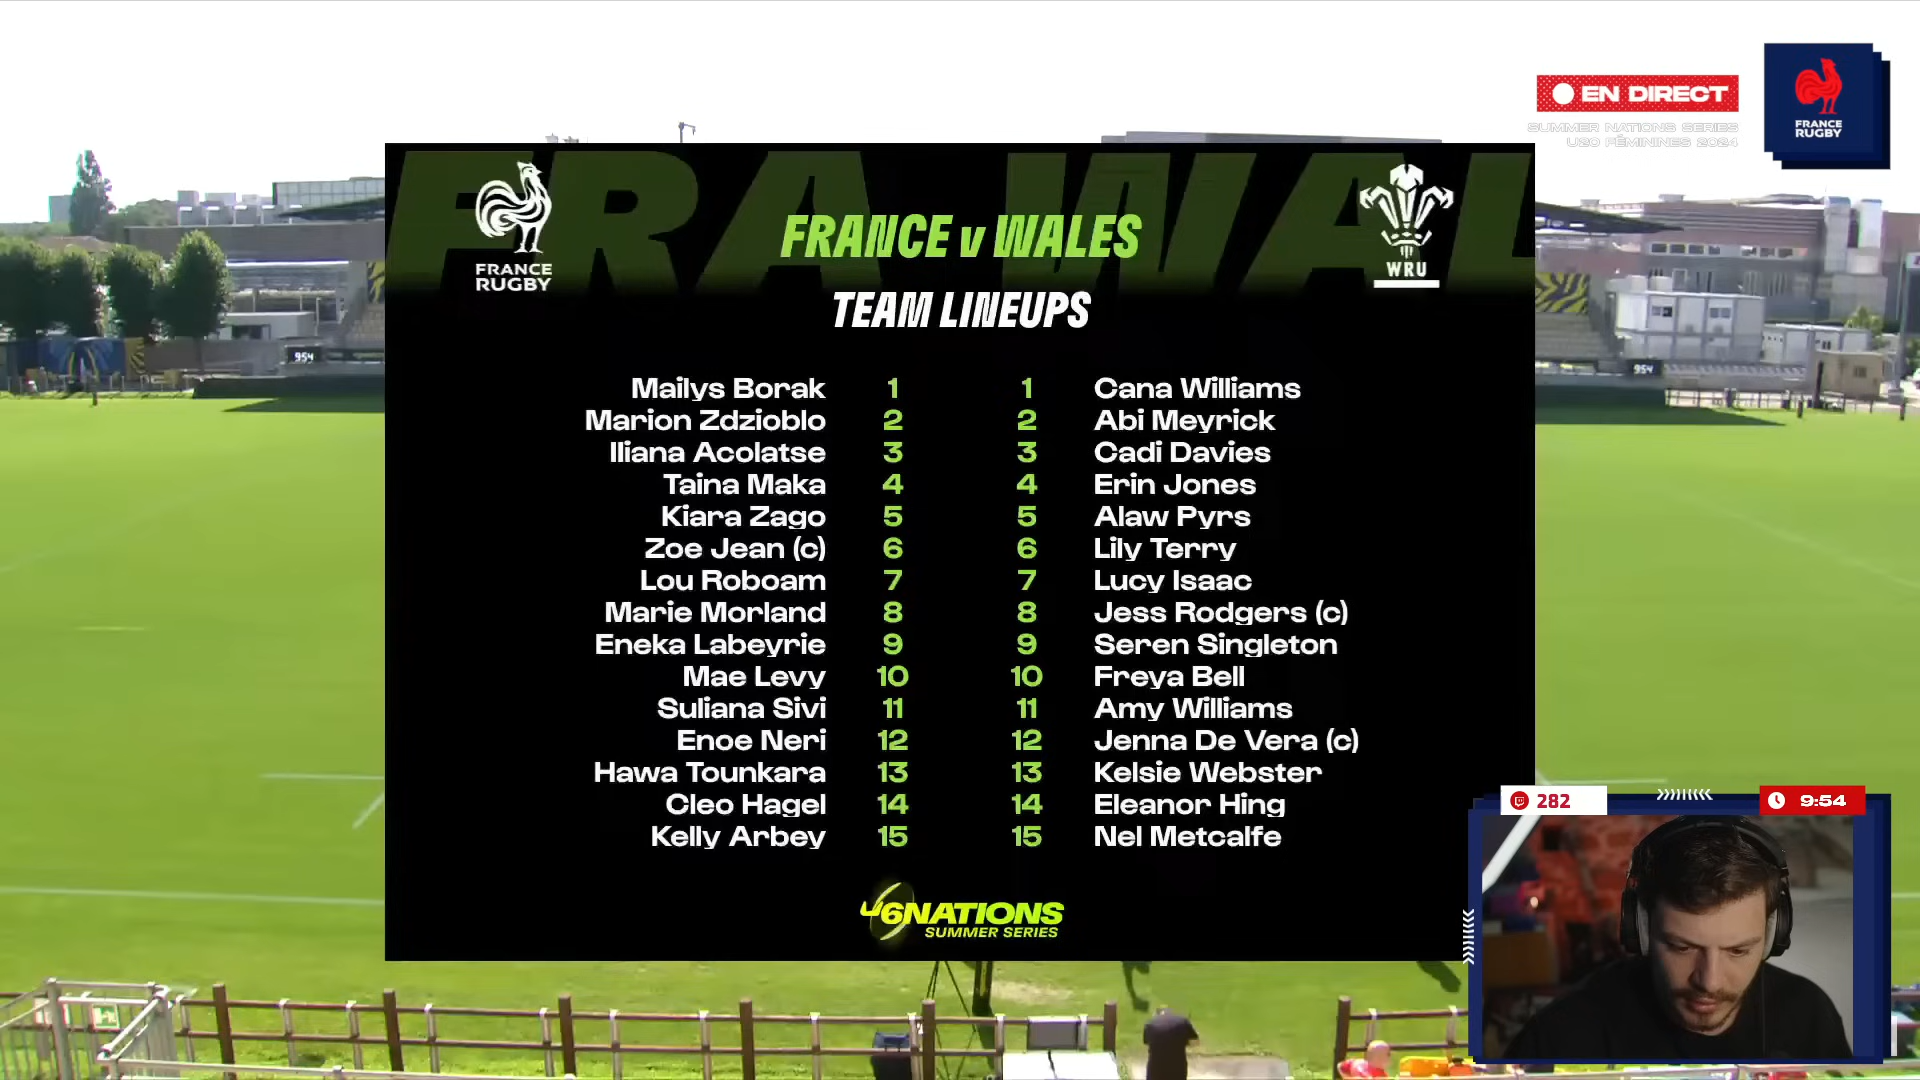 EN DIRECT
SUMMER NATIONS SERIES
U20 FÉMININES 2024
FRANCE
RUGBY
FRA WAL
FRANCE v WALES
FRANCE
RUGBY
WRU
TEAM LINEUPS
954
954
Mailys Borak 1 1 Cana Williams
Marion Zdzioblo 2 2 Abi Meyrick
Iliana Acolatse 3 3 Cadi Davies
Taina Maka 4 4 Erin Jones
Kiara Zago 5 5 Alaw Pyrs
Zoe Jean (c) 6 6 Lily Terry
Lou Roboam 7 7 Lucy Isaac
Marie Morland 8 8 Jess Rodgers (c)
Eneka Labeyrie 9 9 Seren Singleton
Mae Levy 10 10 Freya Bell
Suliana Sivi 11 11 Amy Williams
Enoe Neri 12 12 Jenna De Vera (c)
Hawa Tounkara 13 13 Kelsie Webster
Cleo Hagel 14 14 Eleanor Hing
Kelly Arbey 15 15 Nel Metcalfe
282
9:54
6NATIONS
SUMMER SERIES